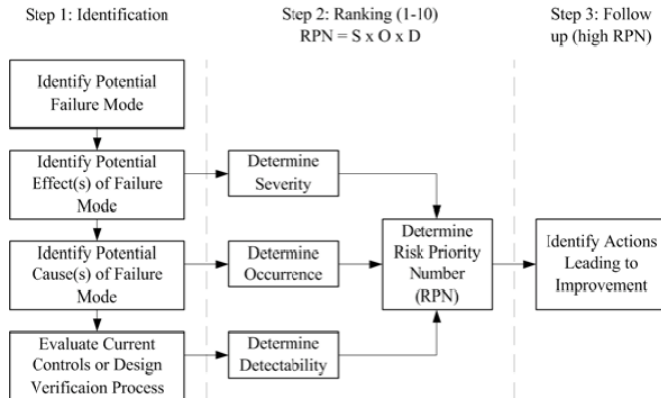 Step 1: Identification
Step 2: Ranking (1-10)
RPN = S x O x D
Step 3: Follow
up (high RPN)
Identify Potential
Failure Mode
Identify Potential
Effect(s) of Failure
Mode
Determine
Severity
Identify Potential
Cause(s) of Failure
Mode
Determine
Occurrence
Determine
Risk Priority
Number
(RPN)
Identify Actions
Leading to
Improvement
Evaluate Current
Controls or Design
Verificaion Process
Determine
Detectability